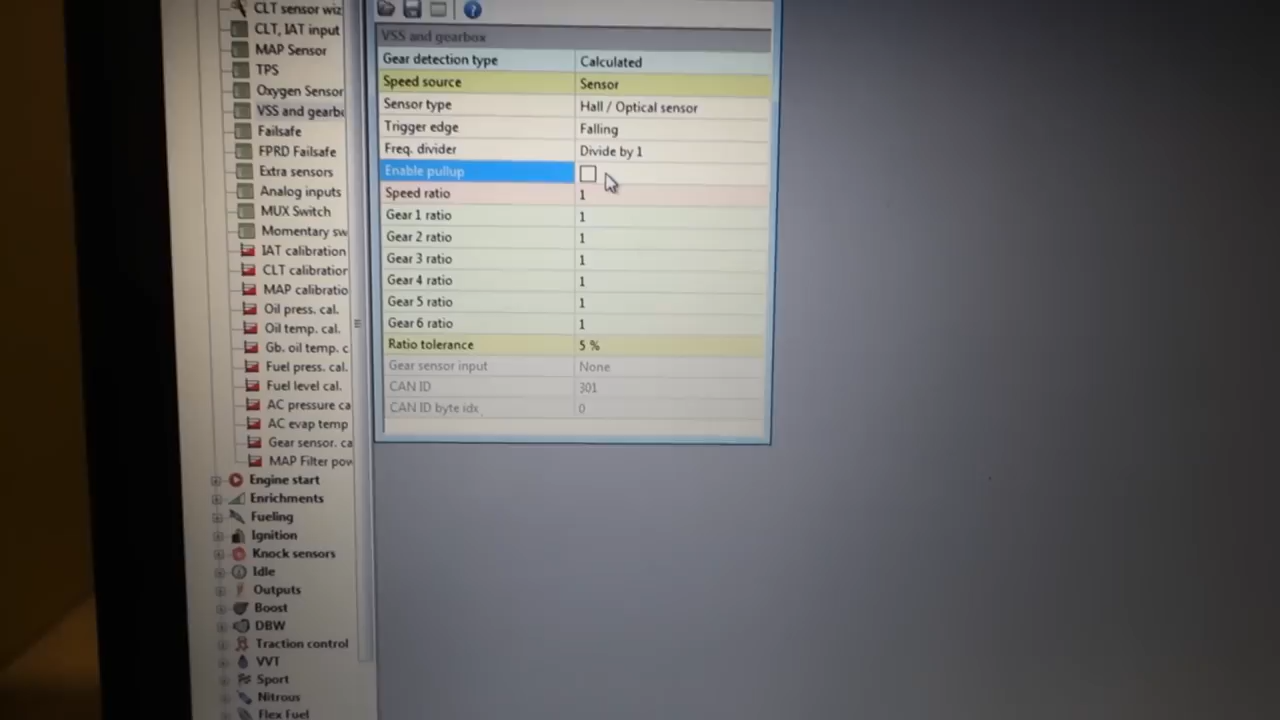 CLT sensor wiz
CLT, IAT input
MAP Sensor
TPS
Oxygen Sensor
VSS and gearb
Failsafe
FPRD Failsafe
Extra sensors
Analog inputs
MUX Switch
Momentary sw
IAT calibration
CLT calibration
MAP calibratio
Oil press. cal.
Oil temp. cal.
Gb. oil temp. c
Fuel press. cal.
Fuel level cal.
AC pressure ca
AC evap temp
Gear sensor. ca
MAP Filter pow
Engine start
Enrichments
Fueling
Ignition
Knock sensors
Idle
Outputs
Boost
DBW
Traction control
VVT
Sport
Nitrous
Flex Fuel
VSS and gearbox
Gear detection type Calculated
Speed source Sensor
Sensor type Hall / Optical sensor
Trigger edge Falling
Freq. divider Divide by 1
Enable pullup
Speed ratio 1
Gear 1 ratio 1
Gear 2 ratio 1
Gear 3 ratio 1
Gear 4 ratio 1
Gear 5 ratio 1
Gear 6 ratio 1
Ratio tolerance 5 %
Gear sensor input None
CAN ID 301
CAN ID byte idx. 0